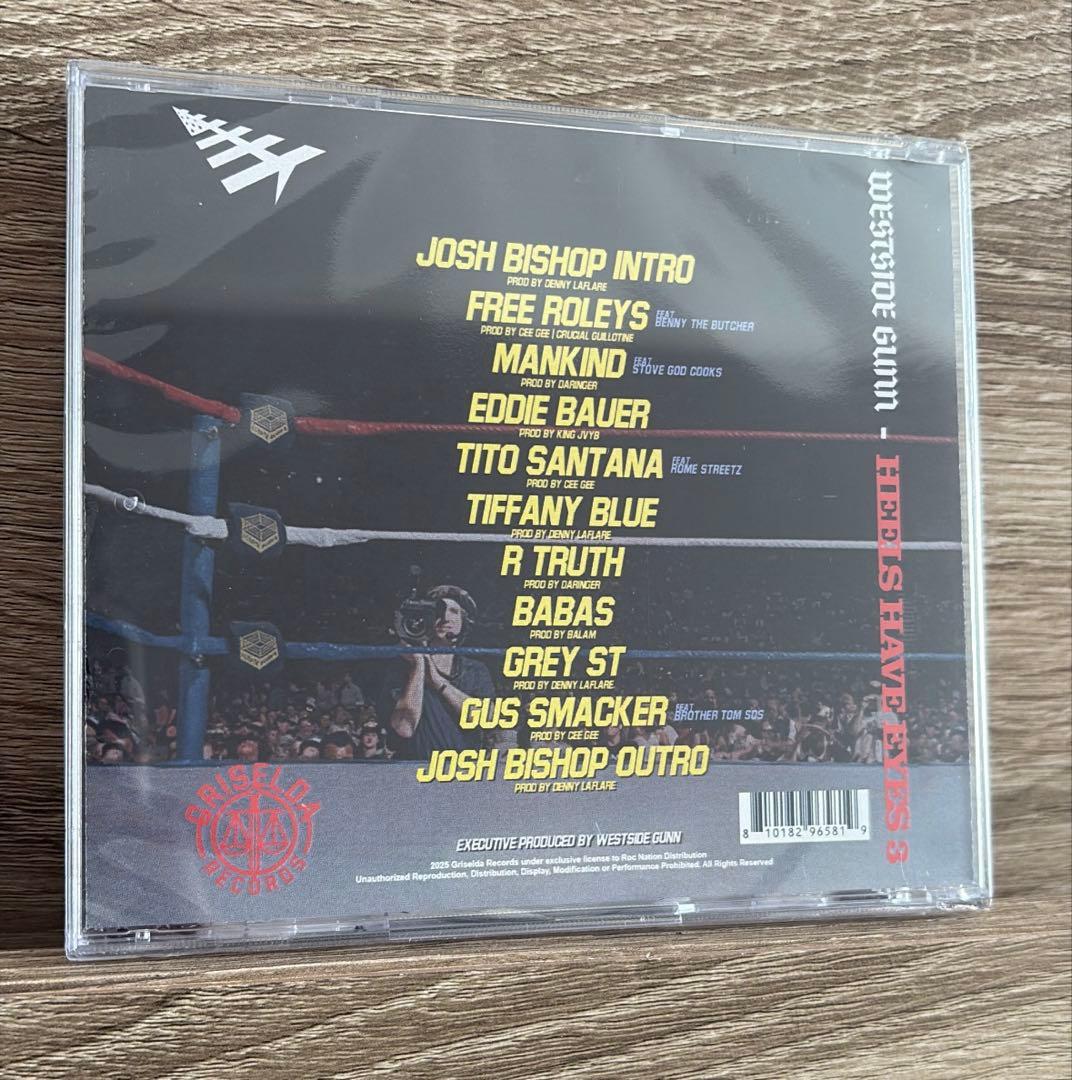 JOSH BISHOP INTRO
PROD BY DENNY LAFLARE
FREE ROLEYS FEAT BENNY THE BUTCHER
PROD BY CEE GEE | CRUCIAL GUILLOTINE
MANKIND FEAT STOVE GOD COOKS
PROD BY DARINGER
EDDIE BAUER
PROD BY KING JVYB
TITO SANTANA FEAT ROME STREETZ
PROD BY CEE GEE
TIFFANY BLUE
PROD BY DENNY LAFLARE
R TRUTH
PROD BY DARINGER
BABAS
PROD BY BALAM
GREY ST
PROD BY DENNY LAFLARE
GUS SMACKER FEAT BROTHER TOM SOS
PROD BY CEE GEE
JOSH BISHOP OUTRO
PROD BY DENNY LAFLARE
EXECUTIVE PRODUCED BY WESTSIDE GUNN
2025 Griselda Records under exclusive license to Roc Nation Distribution
Unauthorized Reproduction, Distribution, Display, Modification or Performance Prohibited. All Rights Reserved
GRISELDA
RECORDS
8 10182 96581 9
WESTSIDE GUNN - HEELS HAVE EYES 3